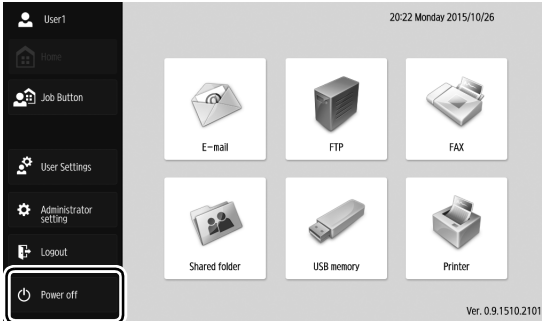 User1
20:22 Monday 2015/10/26
Home
Job Button
User Settings
Administrator
setting
Logout
Power off
E-mail
FTP
FAX
Shared folder
USB memory
Printer
Ver. 0.9.1510.2101